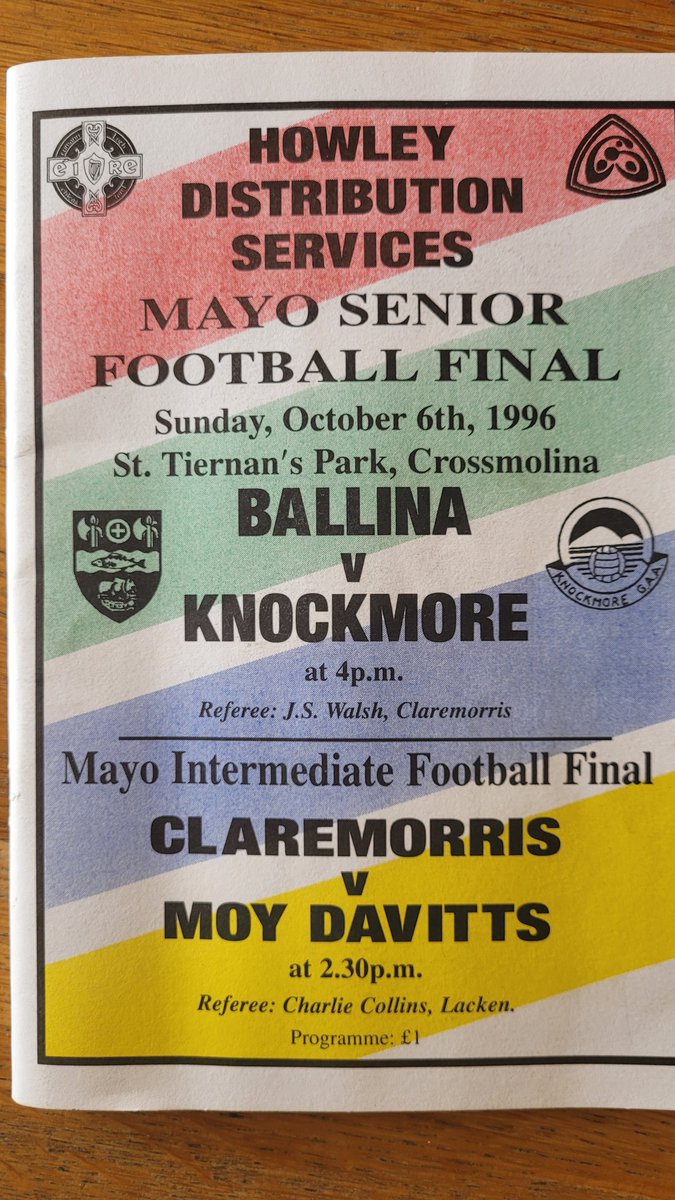 HOWLEY
DISTRIBUTION
SERVICES
MAYO SENIOR
FOOTBALL FINAL
Sunday, October 6th, 1996
St. Tiernan's Park, Crossmolina
BALLINA
v
KNOCKMORE
at 4p.m.
Referee: J.S. Walsh, Claremorris
Mayo Intermediate Football Final
CLAREMORRIS
v
MOY DAVITTS
at 2.30p.m.
Referee: Charlie Collins, Lacken.
Programme: £1
éire
KNOCKMORE G.A.A